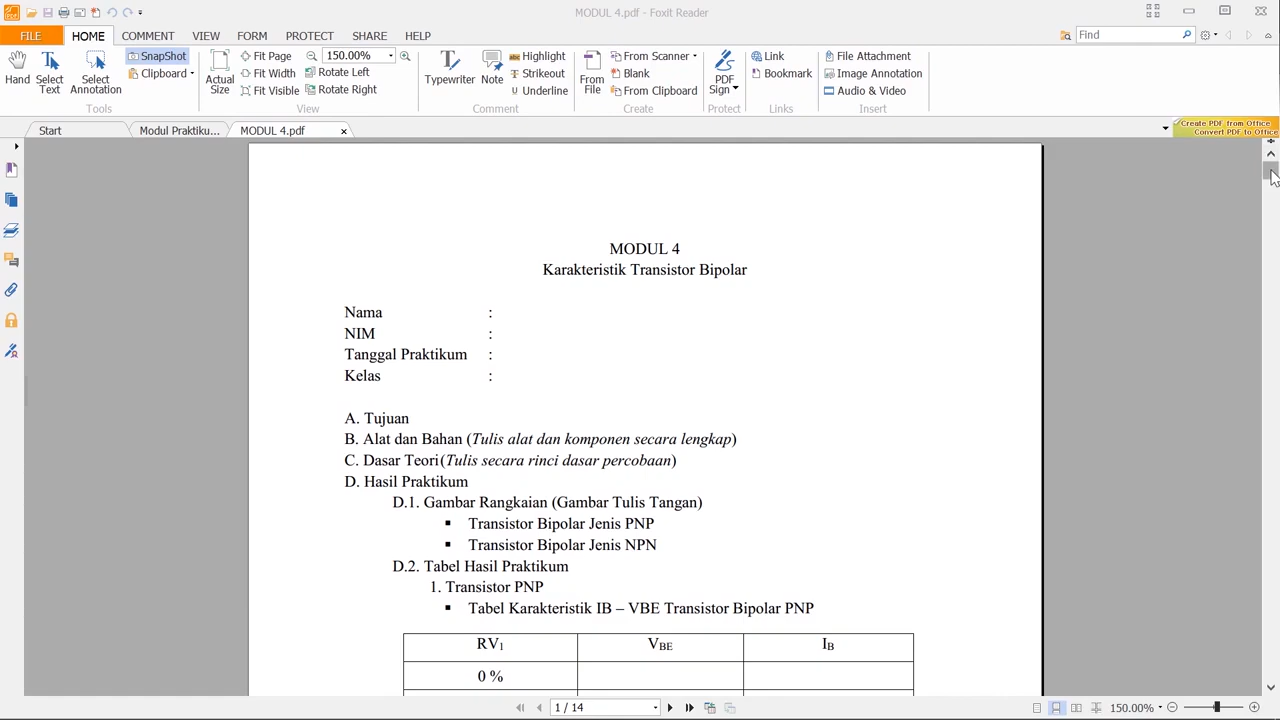 MODUL 4.pdf - Foxit Reader
FILE HOME COMMENT VIEW FORM PROTECT SHARE HELP Find
Hand
Select Text
Select Annotation
SnapShot
Clipboard
Tools
Actual Size
Fit Page
Fit Width
Fit Visible
150.00%
Rotate Left
Rotate Right
View
Typewriter
Note
Highlight
Strikeout
Underline
Comment
From File
From Scanner
Blank
From Clipboard
Create
PDF Sign
Protect
Link
Bookmark
Links
File Attachment
Image Annotation
Audio & Video
Insert
Start Modul Praktiku... MODUL 4.pdf
Create PDF from Office
Convert PDF to Office
MODUL 4
Karakteristik Transistor Bipolar
Nama :
NIM :
Tanggal Praktikum :
Kelas :
A. Tujuan
B. Alat dan Bahan (Tulis alat dan komponen secara lengkap)
C. Dasar Teori(Tulis secara rinci dasar percobaan)
D. Hasil Praktikum
D.1. Gambar Rangkaian (Gambar Tulis Tangan)
▪ Transistor Bipolar Jenis PNP
▪ Transistor Bipolar Jenis NPN
D.2. Tabel Hasil Praktikum
1. Transistor PNP
▪ Tabel Karakteristik IB – VBE Transistor Bipolar PNP
RV1 VBE IB
0 %
1 / 14
150.00%